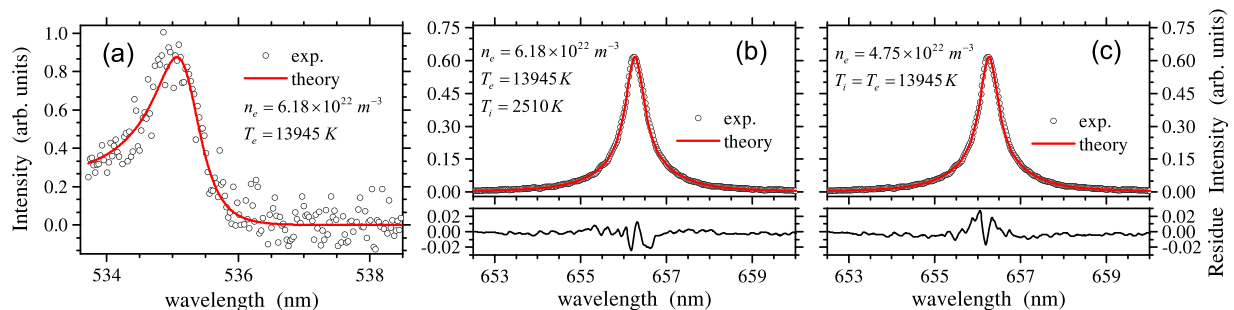 (a)
exp.
theory
n_e = 6.18×10^22 m^-3
T_e = 13945 K
Intensity (arb. units)
1.0
0.8
0.6
0.4
0.2
0.0
534
536
538
wavelength (nm)
(b)
n_e = 6.18×10^22 m^-3
T_e = 13945 K
T_i = 2510 K
exp.
theory
0.75
0.60
0.45
0.30
0.15
0.00
0.02
-0.02
653
655
657
659
wavelength (nm)
(c)
n_e = 4.75×10^22 m^-3
T_i = T_e = 13945 K
exp.
theory
0.75
0.60
0.45
0.30
0.15
0.00
Intensity (arb. units)
0.02
-0.02
Residue
653
655
657
659
wavelength (nm)